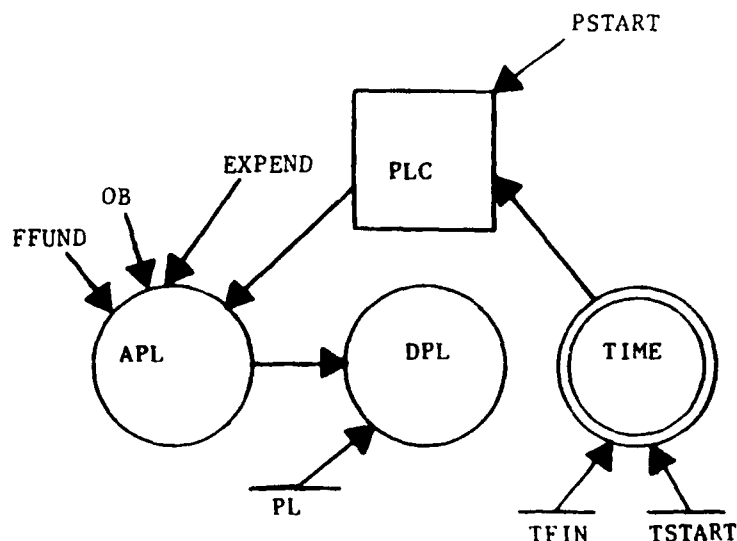 PSTART
PLC
EXPEND
OB
FFUND
APL
DPL
TIME
PL
TFIN
TSTART